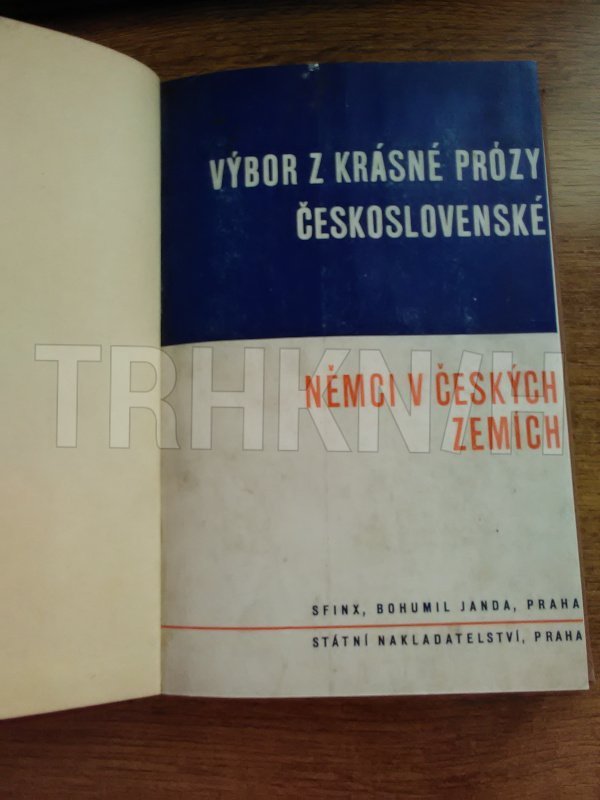 VÝBOR Z KRÁSNÉ PRÓZY
ČESKOSLOVENSKÉ
TRHKNIH
NĚMCI V ČESKÝCH
ZEMÍCH
SFINX, BOHUMIL JANDA, PRAHA
STÁTNÍ NAKLADATELSTVÍ, PRAHA